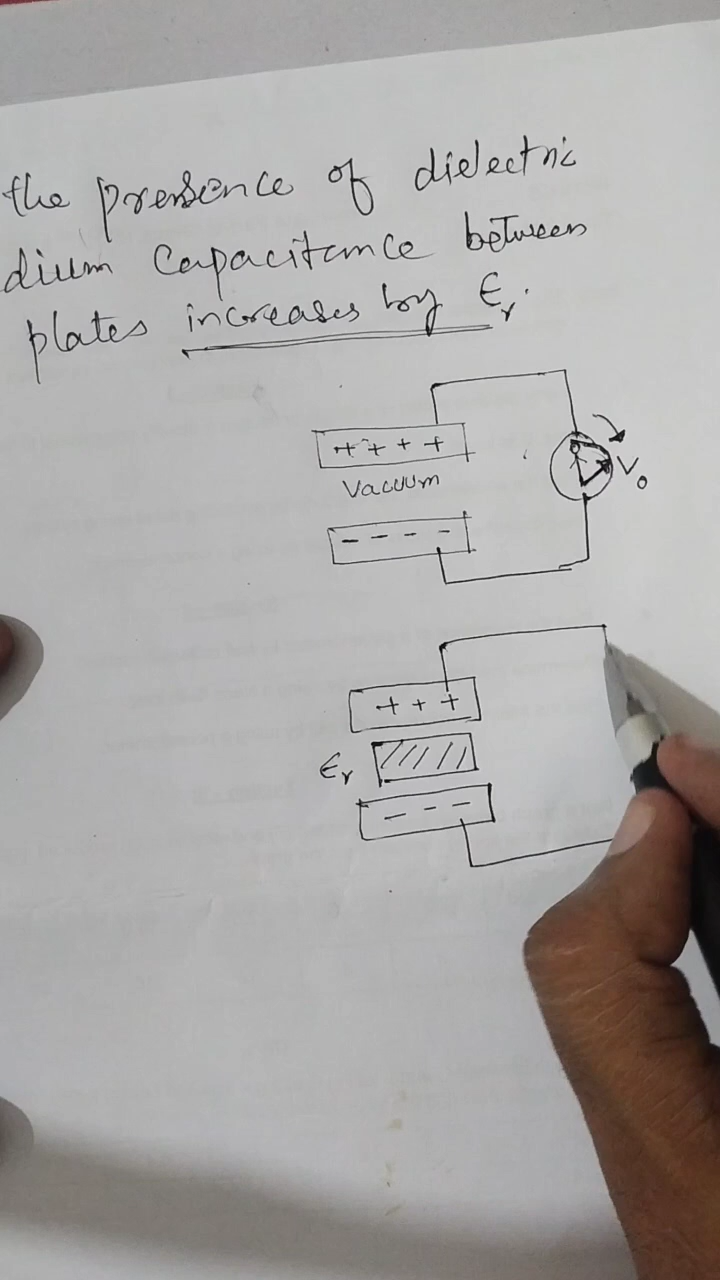 the presence of dielectric
dium capacitance between
plates increases by ϵr.
+ + + +
Vacuum
V0
- - - -
+ + +
ϵr
- - -